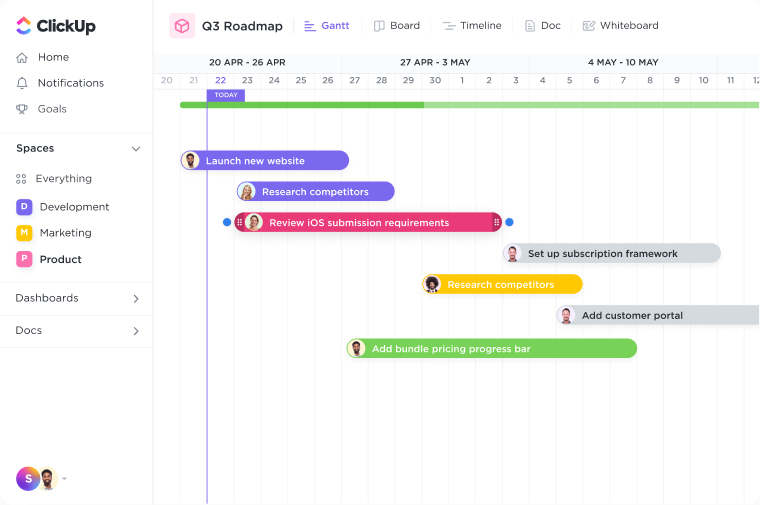 ClickUp
Home
Notifications
Goals
Spaces
Everything
D Development
M Marketing
P Product
Dashboards
Docs
S
Q3 Roadmap Gantt Board Timeline Doc Whiteboard
20 APR - 26 APR 27 APR - 3 MAY 4 MAY - 10 MAY
20 21 22 23 24 25 26 27 28 29 30 1 2 3 4 5 6 7 8 9 10 11 12
TODAY
Launch new website
Research competitors
Review iOS submission requirements
Set up subscription framework
Research competitors
Add customer portal
Add bundle pricing progress bar